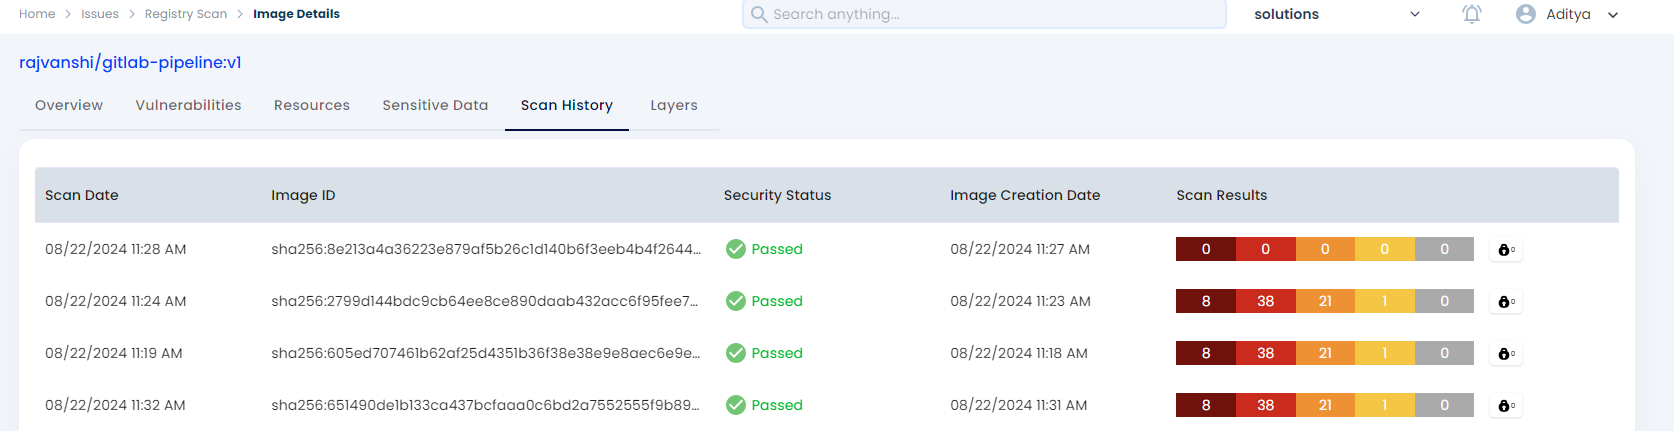 Home > Issues > Registry Scan > Image Details Search anything... solutions Aditya
rajvanshi/gitlab-pipeline:v1
Overview Vulnerabilities Resources Sensitive Data Scan History Layers
Scan Date Image ID Security Status Image Creation Date Scan Results
08/22/2024 11:28 AM sha256:8e213a4a36223e879af5b26c1d140b6f3eeb4b4f2644... Passed 08/22/2024 11:27 AM 0 0 0 0 0 0
08/22/2024 11:24 AM sha256:2799d144bdc9cb64ee8ce890daab432acc6f95fee7... Passed 08/22/2024 11:23 AM 8 38 21 1 0 0
08/22/2024 11:19 AM sha256:605ed707461b62af25d4351b36f38e38e9e8aec6e9e... Passed 08/22/2024 11:18 AM 8 38 21 1 0 0
08/22/2024 11:32 AM sha256:651490de1b133ca437bcfaaa0c6bd2a7552555f9b89... Passed 08/22/2024 11:31 AM 8 38 21 1 0 0